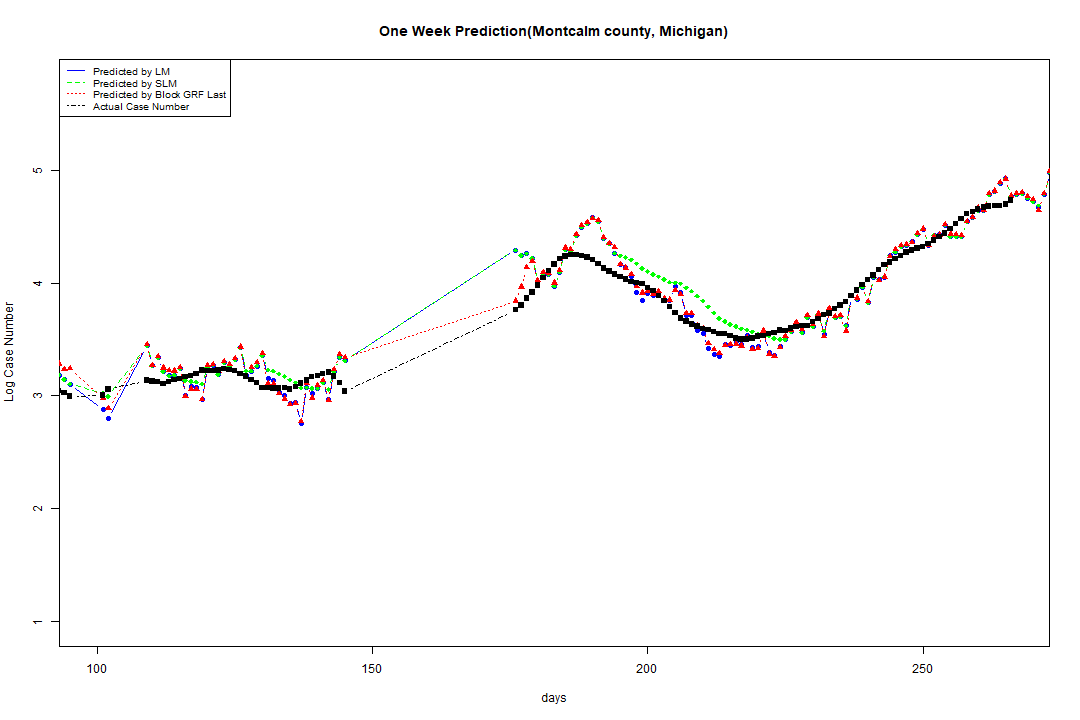 One Week Prediction(Montcalm county, Michigan)
Predicted by LM
Predicted by SLM
Predicted by Block GRF Last
Actual Case Number
5
4
3
2
1
Log Case Number
100 150 200 250
days